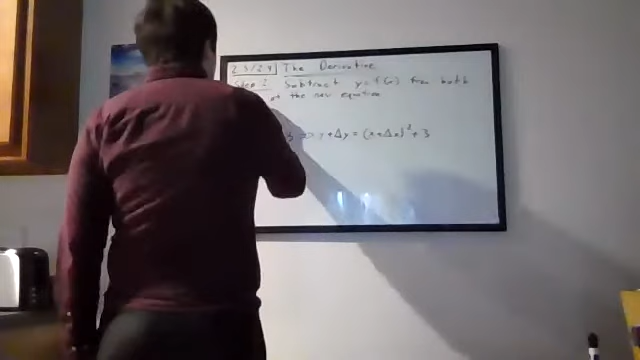 2.3/2.4 The Derivative
Step 2 Subtract y=f(x) from both
of the new equation
=> y+Δy = (x+Δx)² + 3